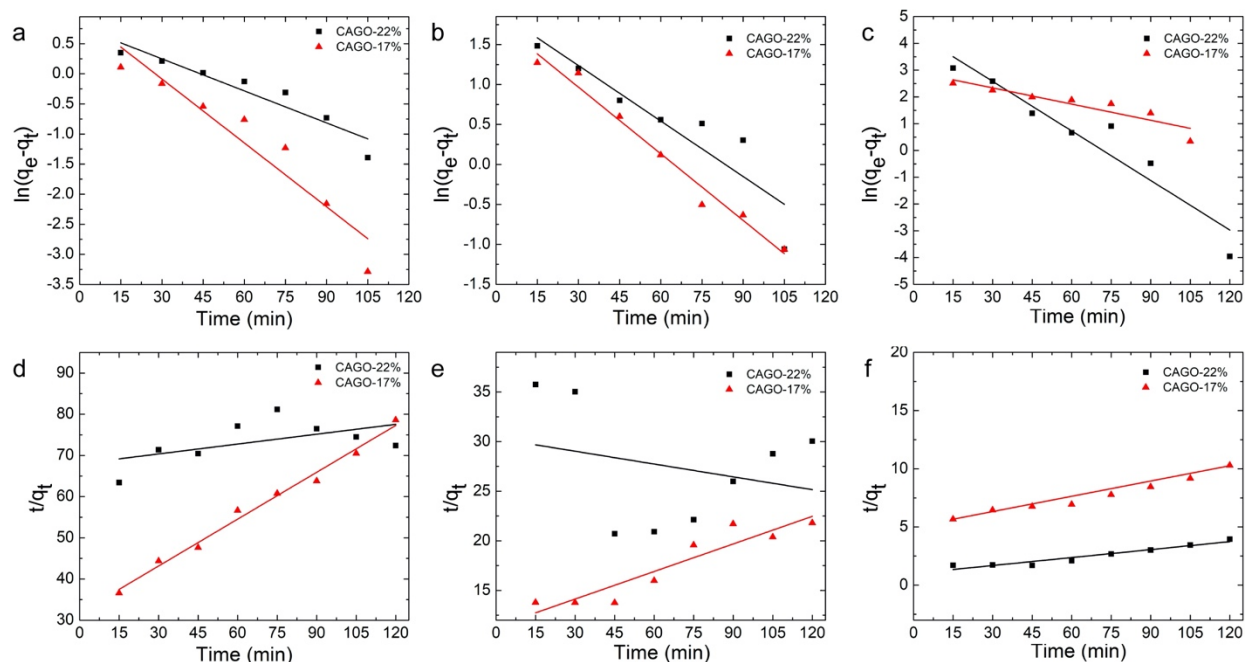 a
CAGO-22%
CAGO-17%
0.5
0.0
-0.5
-1.0
-1.5
-2.0
-2.5
-3.0
-3.5
ln(qe-qt)
0 15 30 45 60 75 90 105 120
Time (min)
b
CAGO-22%
CAGO-17%
1.5
1.0
0.5
0.0
-0.5
-1.0
-1.5
ln(qe-qt)
0 15 30 45 60 75 90 105 120
Time (min)
c
CAGO-22%
CAGO-17%
5
4
3
2
1
0
-1
-2
-3
-4
-5
ln(qe-qt)
0 15 30 45 60 75 90 105 120
Time (min)
d
CAGO-22%
CAGO-17%
90
80
70
60
50
40
30
t/qt
0 15 30 45 60 75 90 105 120
Time (min)
e
CAGO-22%
CAGO-17%
35
30
25
20
15
t/qt
0 15 30 45 60 75 90 105 120
Time (min)
f
CAGO-22%
CAGO-17%
20
15
10
5
0
t/qt
0 15 30 45 60 75 90 105 120
Time (min)